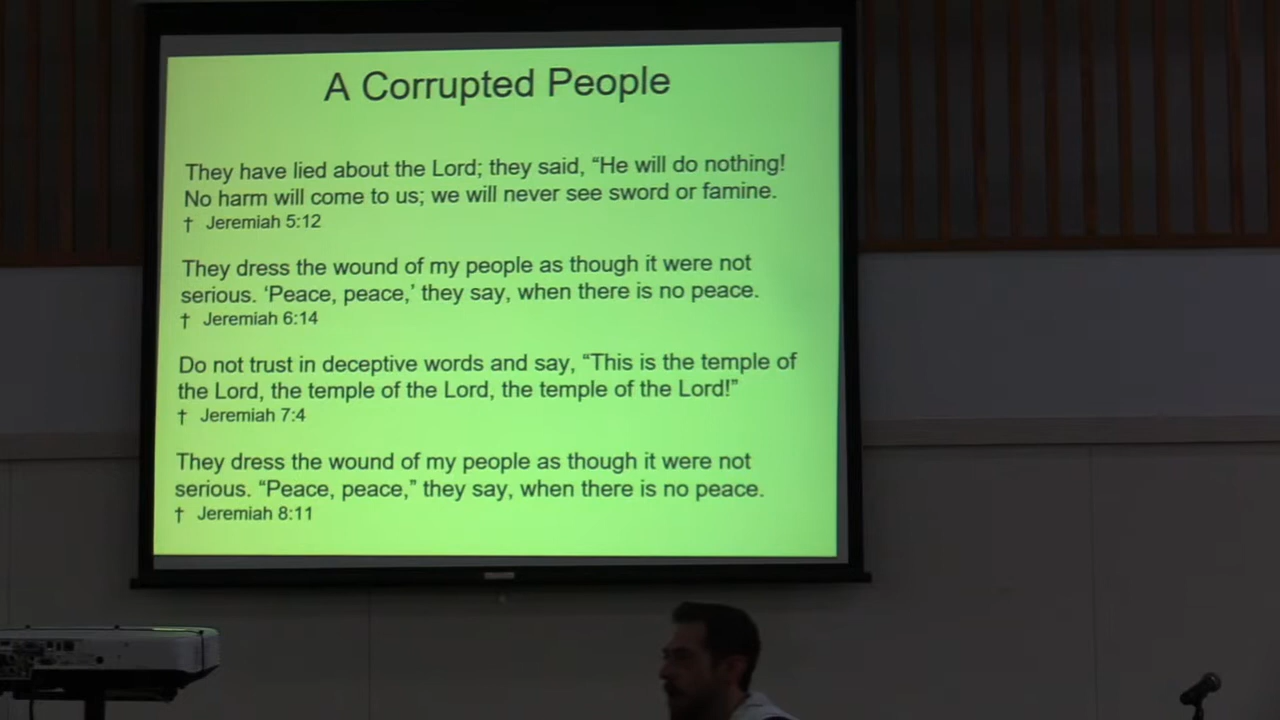 A Corrupted People
They have lied about the Lord; they said, “He will do nothing!
No harm will come to us; we will never see sword or famine.
† Jeremiah 5:12
They dress the wound of my people as though it were not
serious. ‘Peace, peace,’ they say, when there is no peace.
† Jeremiah 6:14
Do not trust in deceptive words and say, “This is the temple of
the Lord, the temple of the Lord, the temple of the Lord!”
† Jeremiah 7:4
They dress the wound of my people as though it were not
serious. “Peace, peace,” they say, when there is no peace.
† Jeremiah 8:11